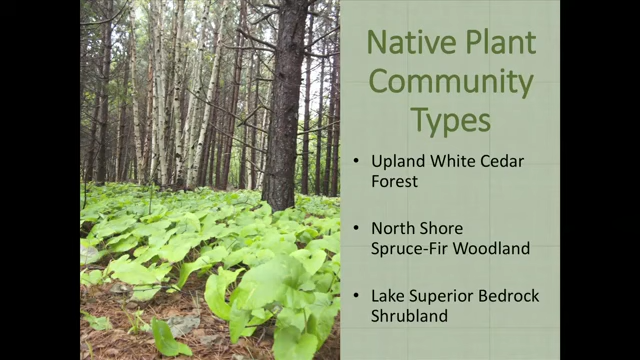 Native Plant
Community
Types
• Upland White Cedar
Forest
• North Shore
Spruce-Fir Woodland
• Lake Superior Bedrock
Shrubland